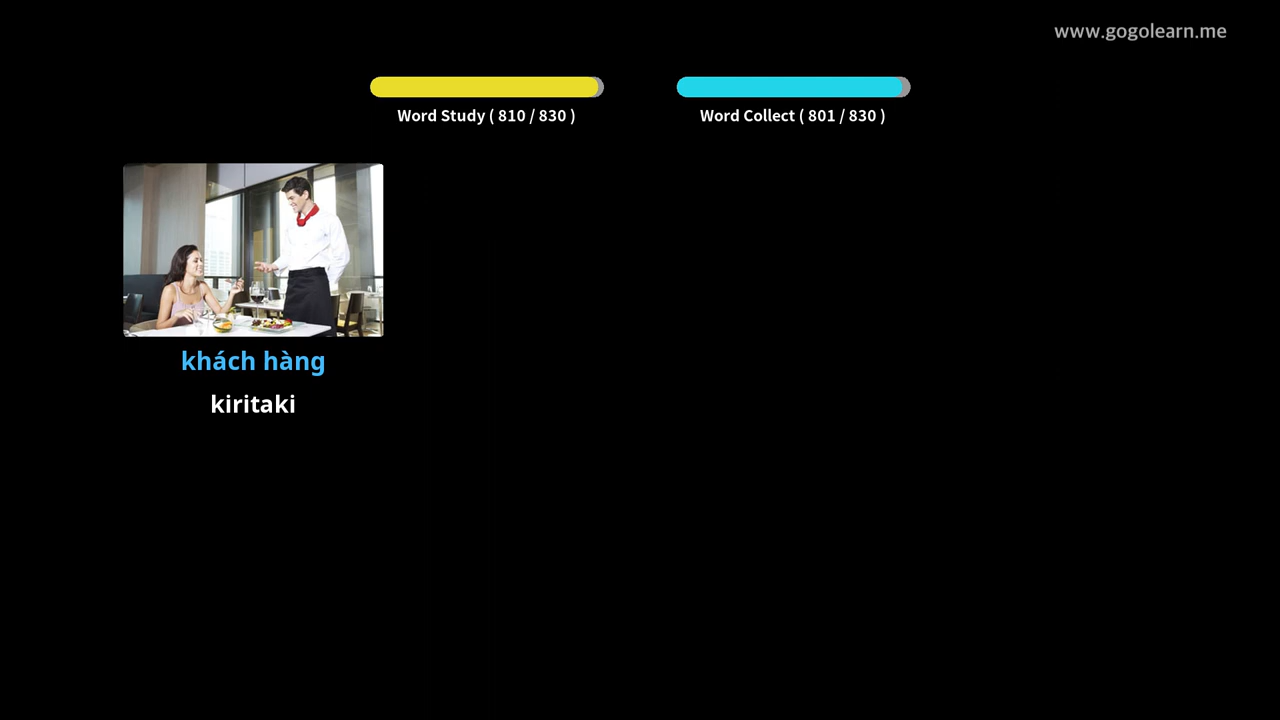 www.gogolearn.me
Word Study ( 810 / 830 )
Word Collect ( 801 / 830 )
khách hàng
kiritaki